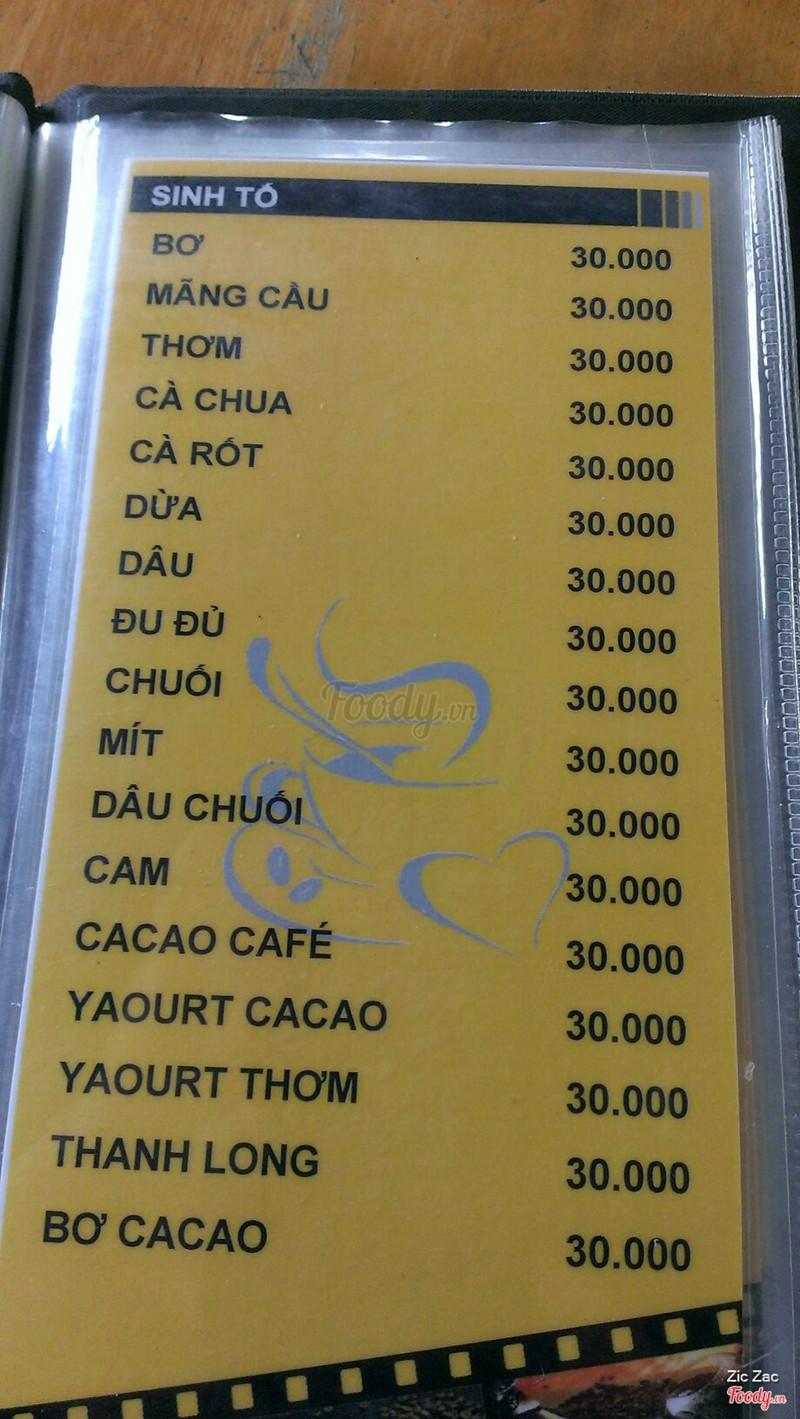 SINH TỐ
BƠ 30.000
MÃNG CẦU 30.000
THƠM 30.000
CÀ CHUA 30.000
CÀ RỐT 30.000
DỪA 30.000
DÂU 30.000
ĐU ĐỦ 30.000
CHUỐI 30.000
Foody.vn
MÍT 30.000
DÂU CHUỐI 30.000
CAM 30.000
CACAO CAFÉ 30.000
YAOURT CACAO 30.000
YAOURT THƠM 30.000
THANH LONG 30.000
BƠ CACAO 30.000
Zic Zac
Foody.vn